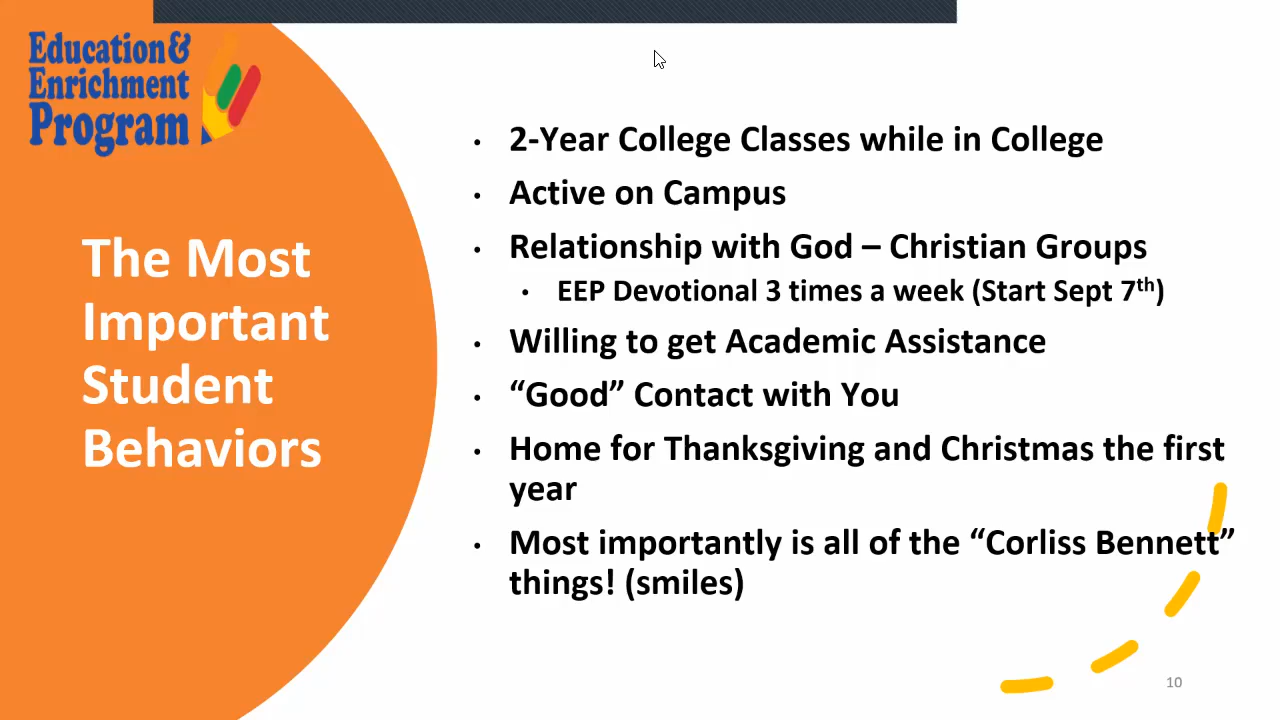 Education&
Enrichment
Program
The Most
Important
Student
Behaviors
• 2-Year College Classes while in College
• Active on Campus
• Relationship with God – Christian Groups
• EEP Devotional 3 times a week (Start Sept 7th)
• Willing to get Academic Assistance
• “Good” Contact with You
• Home for Thanksgiving and Christmas the first
year
• Most importantly is all of the “Corliss Bennett”
things! (smiles)
10